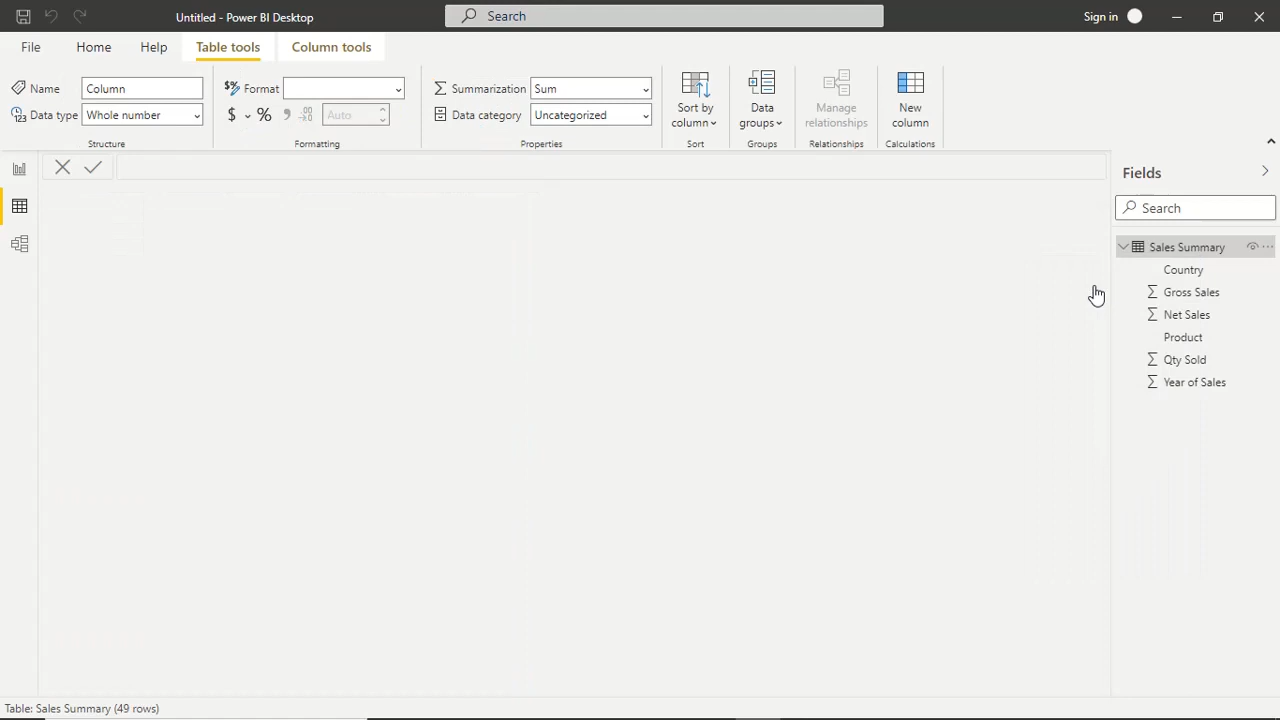 Untitled - Power BI Desktop
Search
Sign in
File
Home
Help
Table tools
Column tools
Name
Column
Data type
Whole number
Structure
Format
$
%
Auto
Formatting
Summarization
Sum
Data category
Uncategorized
Properties
Sort by
column
Sort
Data
groups
Groups
Manage
relationships
Relationships
New
column
Calculations
Fields
Search
Sales Summary
Country
Gross Sales
Net Sales
Product
Qty Sold
Year of Sales
Table: Sales Summary (49 rows)